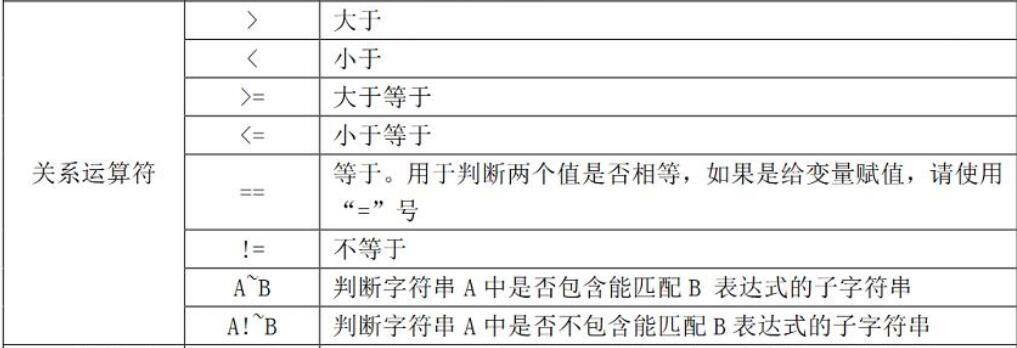 > 大于
< 小于
>= 大于等于
<= 小于等于
关系运算符
== 等于。用于判断两个值是否相等，如果是给变量赋值，请使用
“=”号
!= 不等于
A~B 判断字符串 A 中是否包含能匹配 B 表达式的子字符串
A!~B 判断字符串 A 中是否不包含能匹配 B 表达式的子字符串